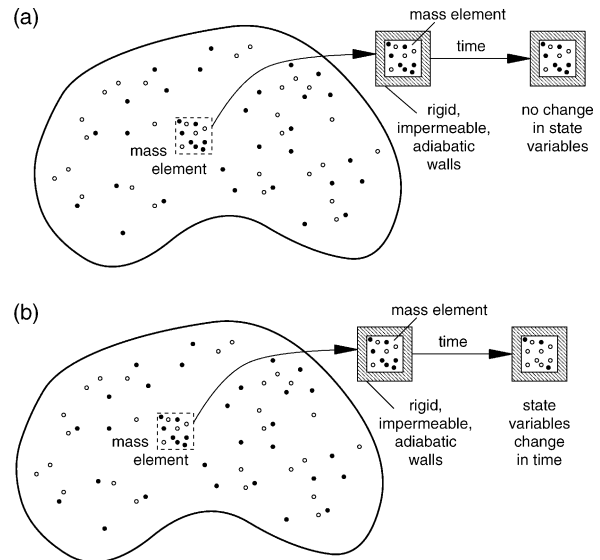 (a)
mass element
time
rigid,
impermeable,
adiabatic
walls
no change
in state
variables
mass
element
(b)
mass element
time
rigid,
impermeable,
adiabatic
walls
state
variables
change
in time
mass
element